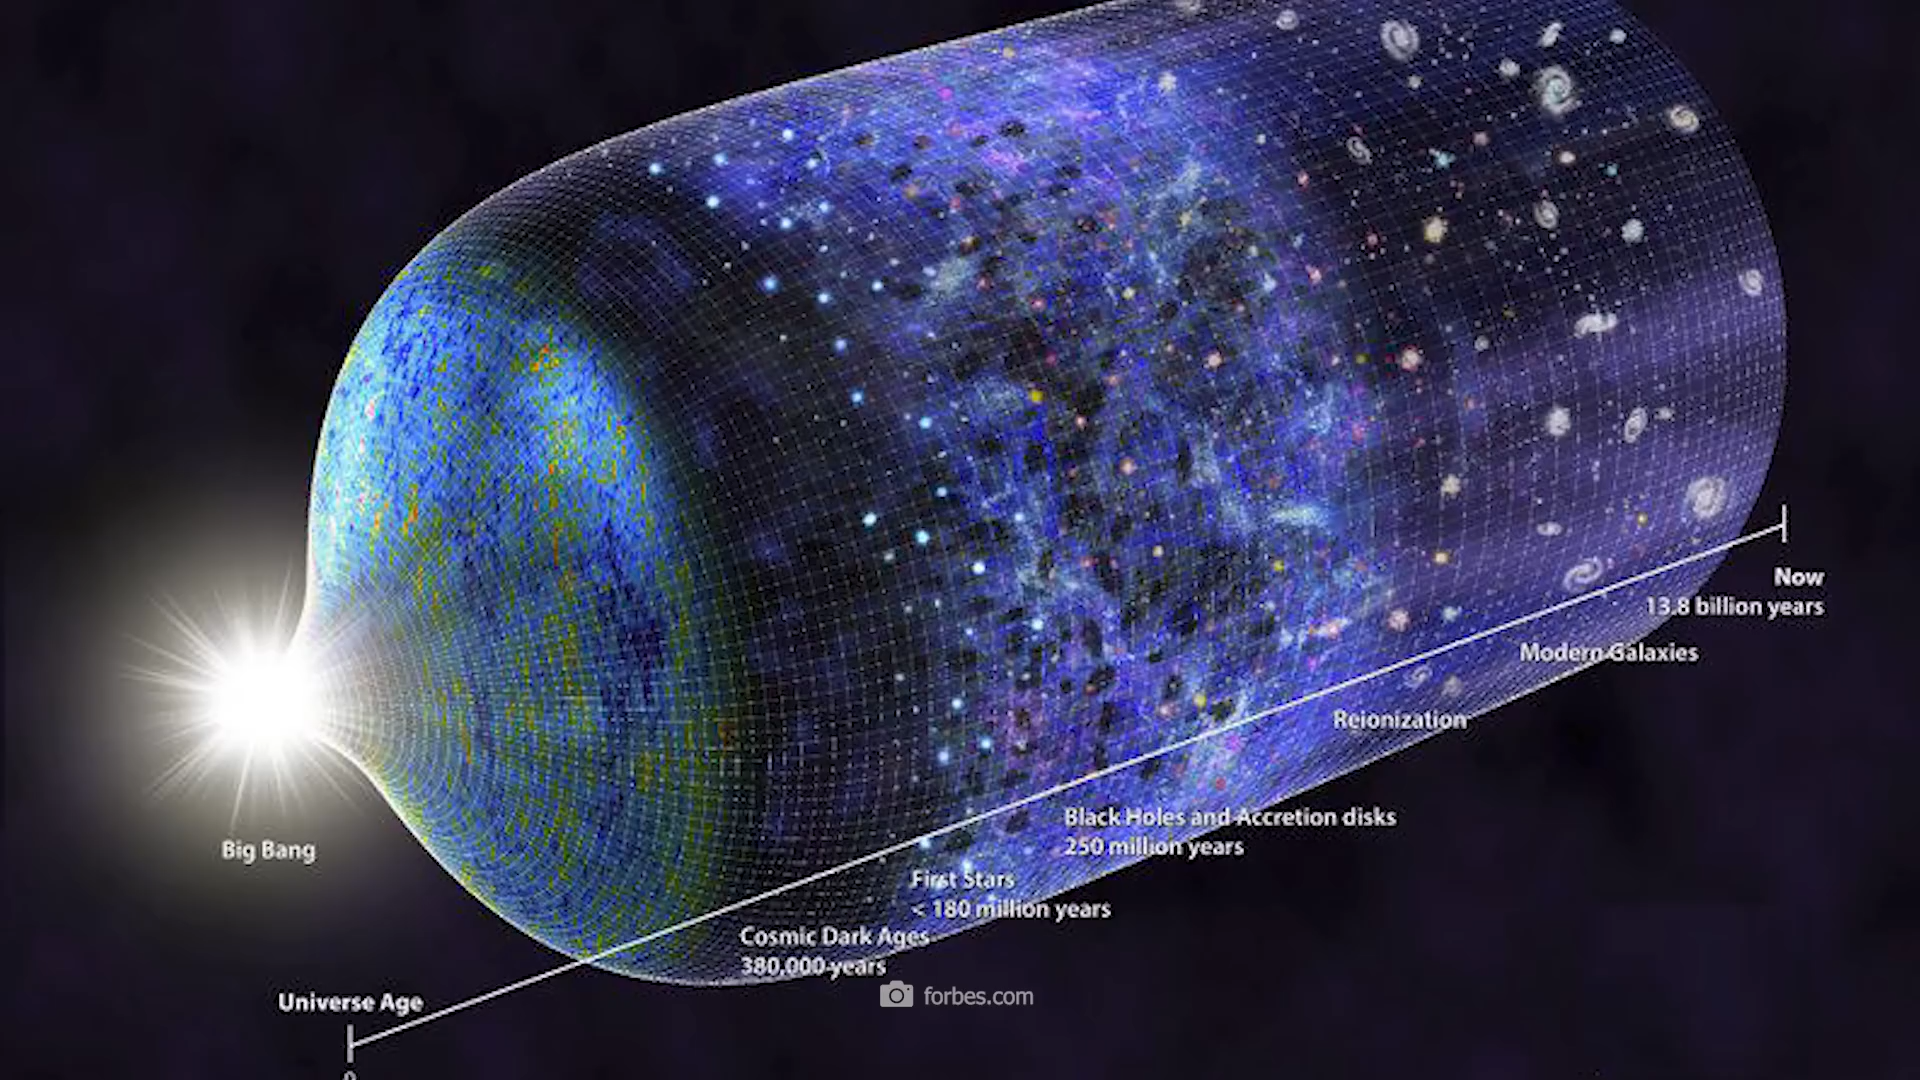 Now
13.8 billion years
Modern Galaxies
Reionization
Black Holes and Accretion disks
250 million years
First Stars
< 180 million years
Cosmic Dark Ages
380,000 years
Big Bang
Universe Age
forbes.com